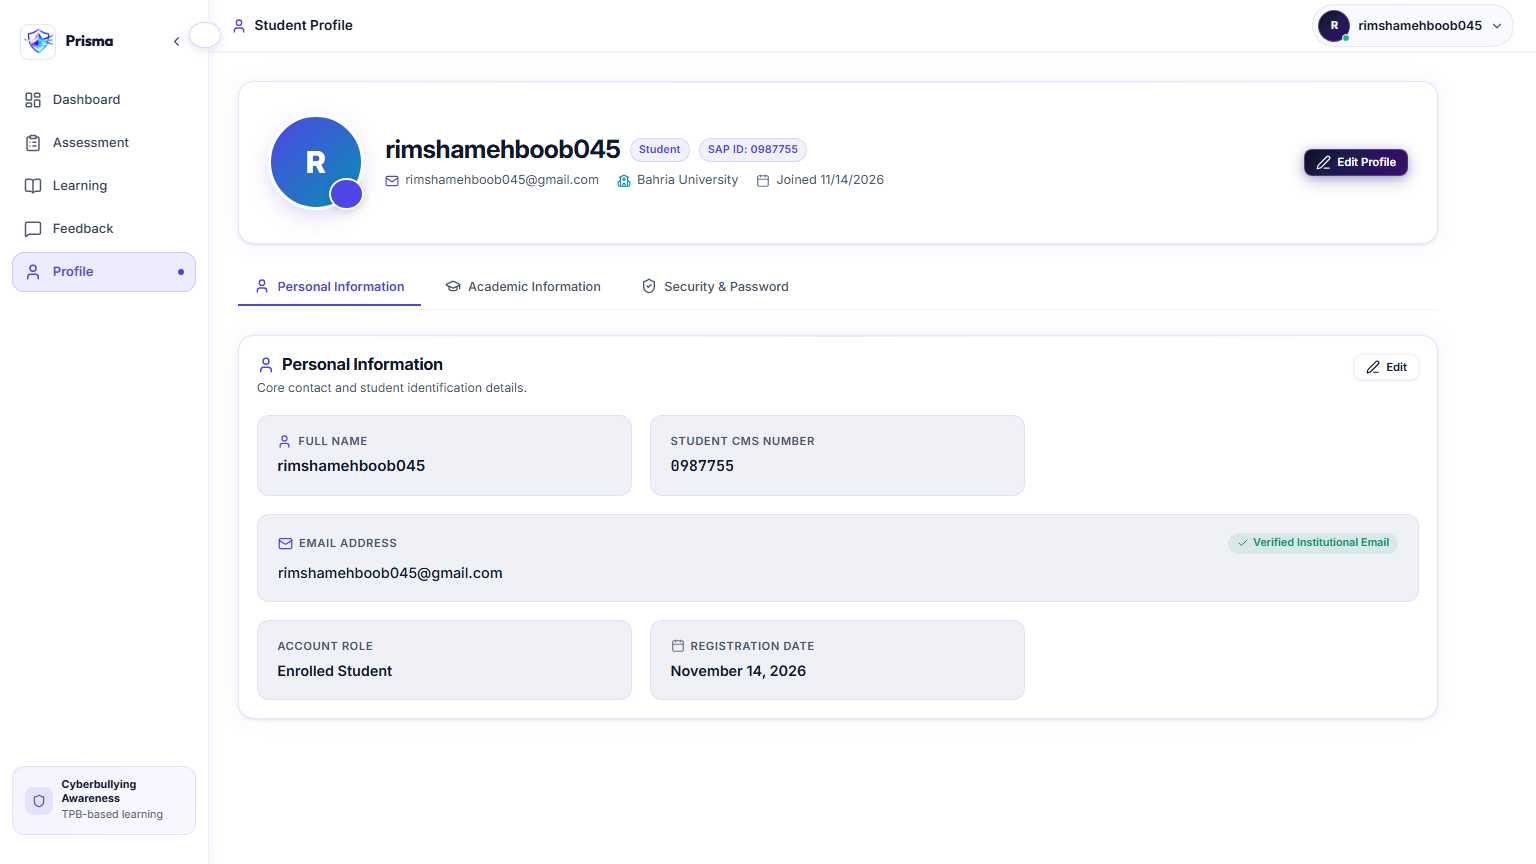 Prisma
Dashboard
Assessment
Learning
Feedback
Profile
Cyberbullying
Awareness
TPB-based learning
Student Profile
R
rimshamehboob045
R
rimshamehboob045
Student
SAP ID: 0987755
rimshamehboob045@gmail.com
Bahria University
Joined 11/14/2026
Edit Profile
Personal Information
Academic Information
Security & Password
Personal Information
Core contact and student identification details.
Edit
FULL NAME
rimshamehboob045
STUDENT CMS NUMBER
0987755
EMAIL ADDRESS
Verified Institutional Email
rimshamehboob045@gmail.com
ACCOUNT ROLE
Enrolled Student
REGISTRATION DATE
November 14, 2026